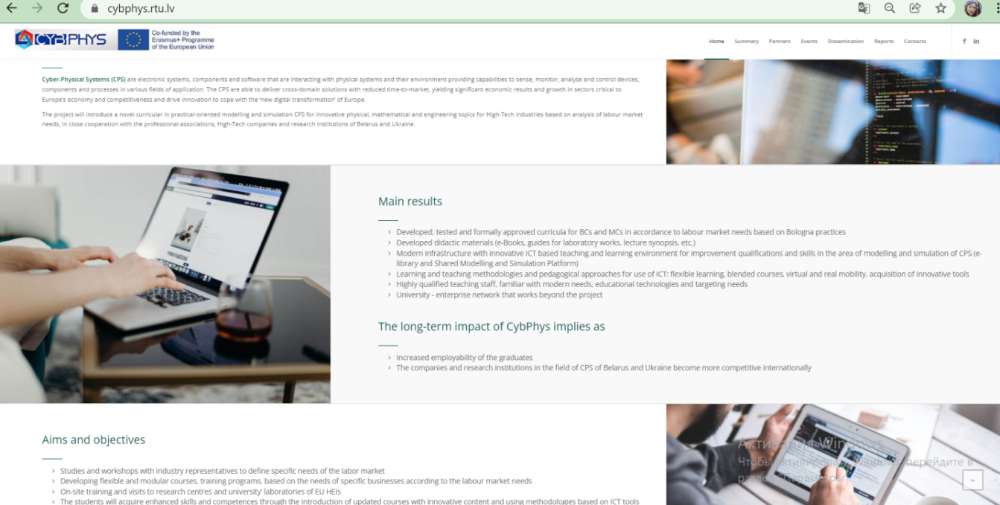 cybphys.rtu.lv
CYBPHYS
Co-funded by the
Erasmus+ Programme
of the European Union
Home Summary Partners Events Dissemination Reports Contacts
Cyber-Physical Systems (CPS) are electronic systems, components and software that are interacting with physical systems and their environment providing capabilities to sense, monitor, analyse and control devices,
components and processes in various fields of application. The CPS are able to deliver cross-domain solutions with reduced time-to-market, yielding significant economic results and growth in sectors critical to
Europe's economy and competitiveness and drive innovation to cope with the 'new digital transformation' of Europe.
The project will introduce a novel curricular in practical-oriented modelling and simulation CPS for innovative physical, mathematical and engineering topics for High-Tech industries based on analysis of labour market
needs, in close cooperation with the professional associations, High-Tech companies and research institutions of Belarus and Ukraine.
Main results
› Developed, tested and formally approved curricula for BCs and MCs in accordance to labour market needs based on Bologna practices
› Developed didactic materials (e-Books, guides for laboratory works, lecture synopsis, etc.)
› Modern infrastructure with innovative ICT based teaching and learning environment for improvement qualifications and skills in the area of modelling and simulation of CPS (e-
library and Shared Modelling and Simulation Platform)
› Learning and teaching methodologies and pedagogical approaches for use of ICT: flexible learning, blended courses, virtual and real mobility, acquisition of innovative tools
› Highly qualified teaching staff, familiar with modern needs, educational technologies and targeting needs
› University - enterprise network that works beyond the project
The long-term impact of CybPhys implies as
› Increased employability of the graduates
› The companies and research institutions in the field of CPS of Belarus and Ukraine become more competitive internationally
Aims and objectives
› Studies and workshops with industry representatives to define specific needs of the labor market
› Developing flexible and modular courses, training programs, based on the needs of specific businesses according to the labour market needs
› On-site training and visits to research centres and university' laboratories of EU HEIs
› The students will acquire enhanced skills and competences through the introduction of updated courses with innovative content and using methodologies based on ICT tools
Активация Windows
Чтобы активировать Windows, перейдите в
раздел "Параметры".